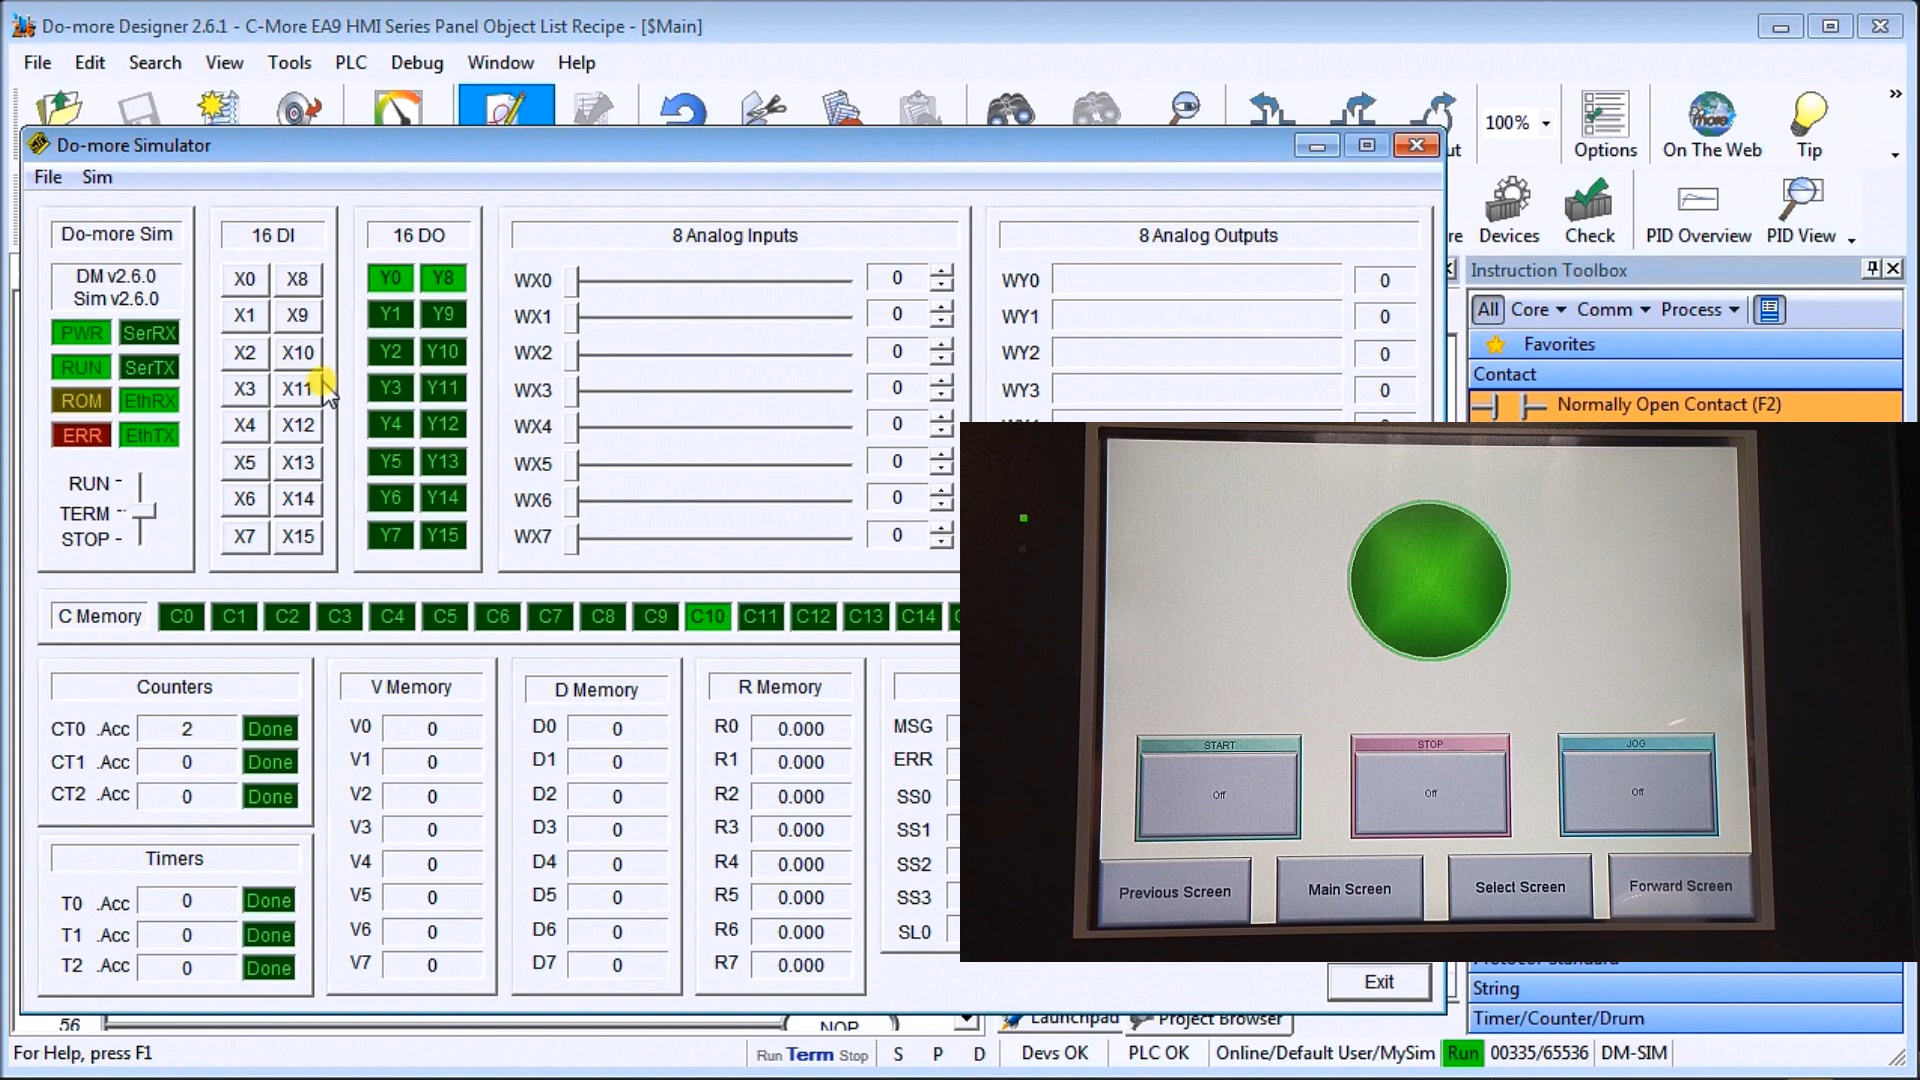 Do-more Designer 2.6.1 - C-More EA9 HMI Series Panel Object List Recipe - [$Main]
File Edit Search View Tools PLC Debug Window Help
100%
Options On The Web Tip
Devices Check PID Overview PID View
Do-more Simulator
File Sim
Do-more Sim
DM v2.6.0
Sim v2.6.0
PWR SerRX
RUN SerTX
ROM EthRX
ERR EthTX
RUN -
TERM -
STOP -
16 DI
X0 X8
X1 X9
X2 X10
X3 X11
X4 X12
X5 X13
X6 X14
X7 X15
16 DO
Y0 Y8
Y1 Y9
Y2 Y10
Y3 Y11
Y4 Y12
Y5 Y13
Y6 Y14
Y7 Y15
8 Analog Inputs
WX0 0
WX1 0
WX2 0
WX3 0
WX4 0
WX5 0
WX6 0
WX7 0
8 Analog Outputs
WY0 0
WY1 0
WY2 0
WY3 0
C Memory C0 C1 C2 C3 C4 C5 C6 C7 C8 C9 C10 C11 C12 C13 C14
Counters
CT0 .Acc 2 Done
CT1 .Acc 0 Done
CT2 .Acc 0 Done
Timers
T0 .Acc 0 Done
T1 .Acc 0 Done
T2 .Acc 0 Done
V Memory
V0 0
V1 0
V2 0
V3 0
V4 0
V5 0
V6 0
V7 0
D Memory
D0 0
D1 0
D2 0
D3 0
D4 0
D5 0
D6 0
D7 0
R Memory
R0 0.000
R1 0.000
R2 0.000
R3 0.000
R4 0.000
R5 0.000
R6 0.000
R7 0.000
MSG
ERR
SS0
SS1
SS2
SS3
SL0
Exit
Instruction Toolbox
All Core Comm Process
Favorites
Contact
Normally Open Contact (F2)
START STOP JOG
Off Off Off
Previous Screen Main Screen Select Screen Forward Screen
String
Timer/Counter/Drum
56 NOP
Launchpad Project Browser
For Help, press F1
Run Term Stop S P D Devs OK PLC OK Online/Default User/MySim Run 00335/65536 DM-SIM